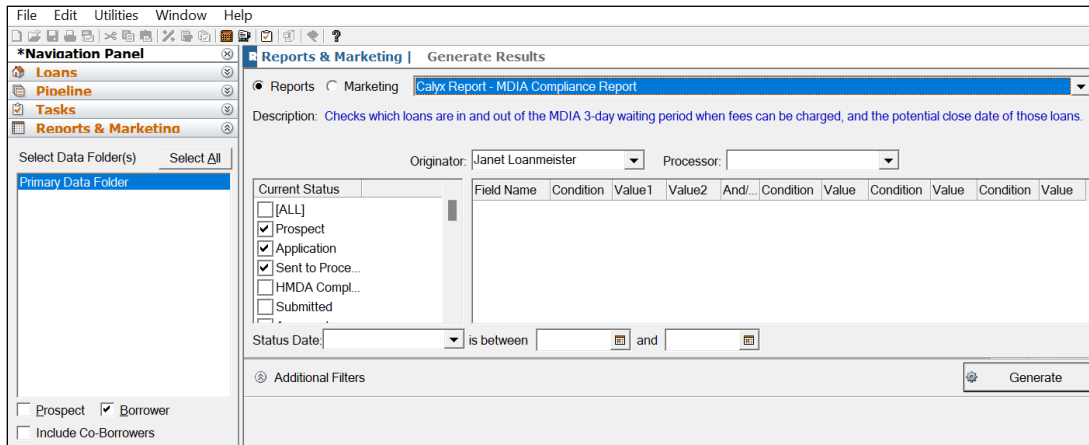 File Edit Utilities Window Help
*Navigation Panel
Loans
Pipeline
Tasks
Reports & Marketing
Select Data Folder(s) Select All
Primary Data Folder
Prospect Borrower
Include Co-Borrowers
Reports & Marketing | Generate Results
Reports Marketing Calyx Report - MDIA Compliance Report
Description: Checks which loans are in and out of the MDIA 3-day waiting period when fees can be charged, and the potential close date of those loans.
Originator: Janet Loanmeister Processor:
Current Status
[ALL]
Prospect
Application
Sent to Proce...
HMDA Compl...
Submitted
Field Name Condition Value1 Value2 And/... Condition Value Condition Value Condition Value
Status Date: is between and
Additional Filters Generate